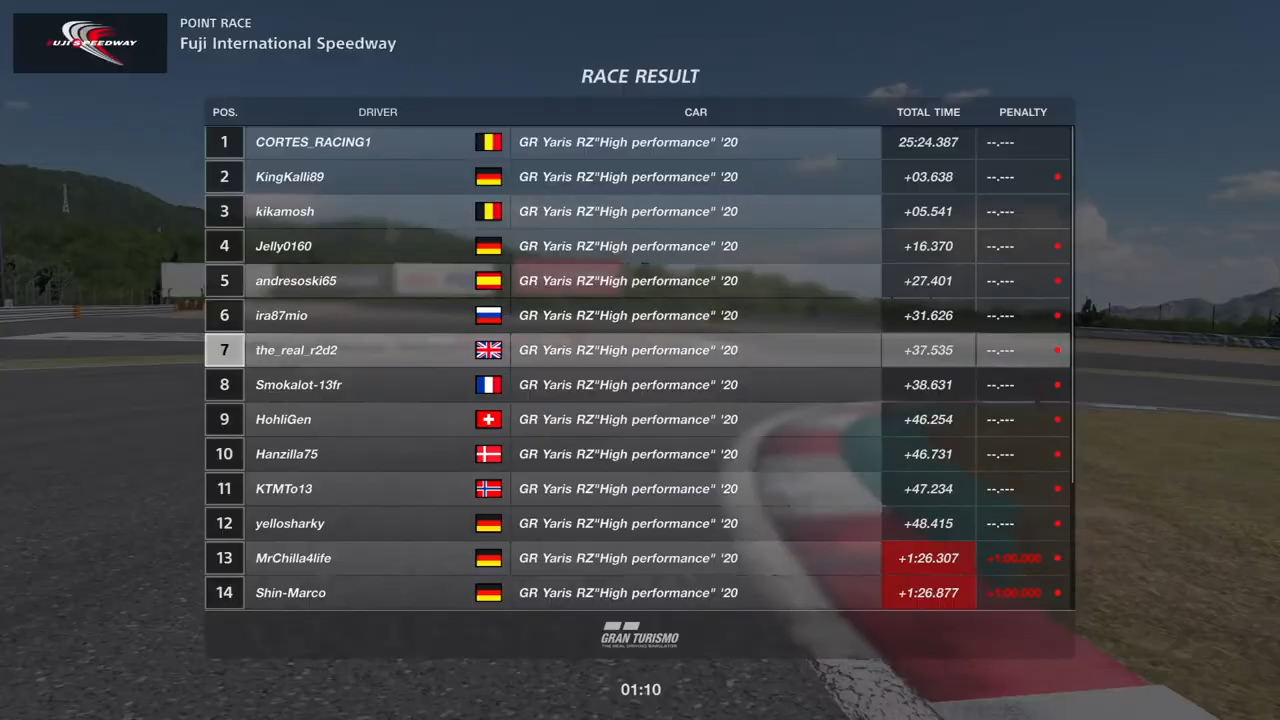 FUJI SPEEDWAY
POINT RACE
Fuji International Speedway
RACE RESULT
POS. DRIVER CAR TOTAL TIME PENALTY
1 CORTES_RACING1 GR Yaris RZ"High performance" '20 25:24.387 --.---
2 KingKalli89 GR Yaris RZ"High performance" '20 +03.638 --.---
3 kikamosh GR Yaris RZ"High performance" '20 +05.541 --.---
4 Jelly0160 GR Yaris RZ"High performance" '20 +16.370 --.---
5 andresoski65 GR Yaris RZ"High performance" '20 +27.401 --.---
6 ira87mio GR Yaris RZ"High performance" '20 +31.626 --.---
7 the_real_r2d2 GR Yaris RZ"High performance" '20 +37.535 --.---
8 Smokalot-13fr GR Yaris RZ"High performance" '20 +38.631 --.---
9 HohliGen GR Yaris RZ"High performance" '20 +46.254 --.---
10 Hanzilla75 GR Yaris RZ"High performance" '20 +46.731 --.---
11 KTMTo13 GR Yaris RZ"High performance" '20 +47.234 --.---
12 yellosharky GR Yaris RZ"High performance" '20 +48.415 --.---
13 MrChilla4life GR Yaris RZ"High performance" '20 +1:26.307 +1:00.000
14 Shin-Marco GR Yaris RZ"High performance" '20 +1:26.877 +1:00.000
GRAN TURISMO
THE REAL DRIVING SIMULATOR
01:10